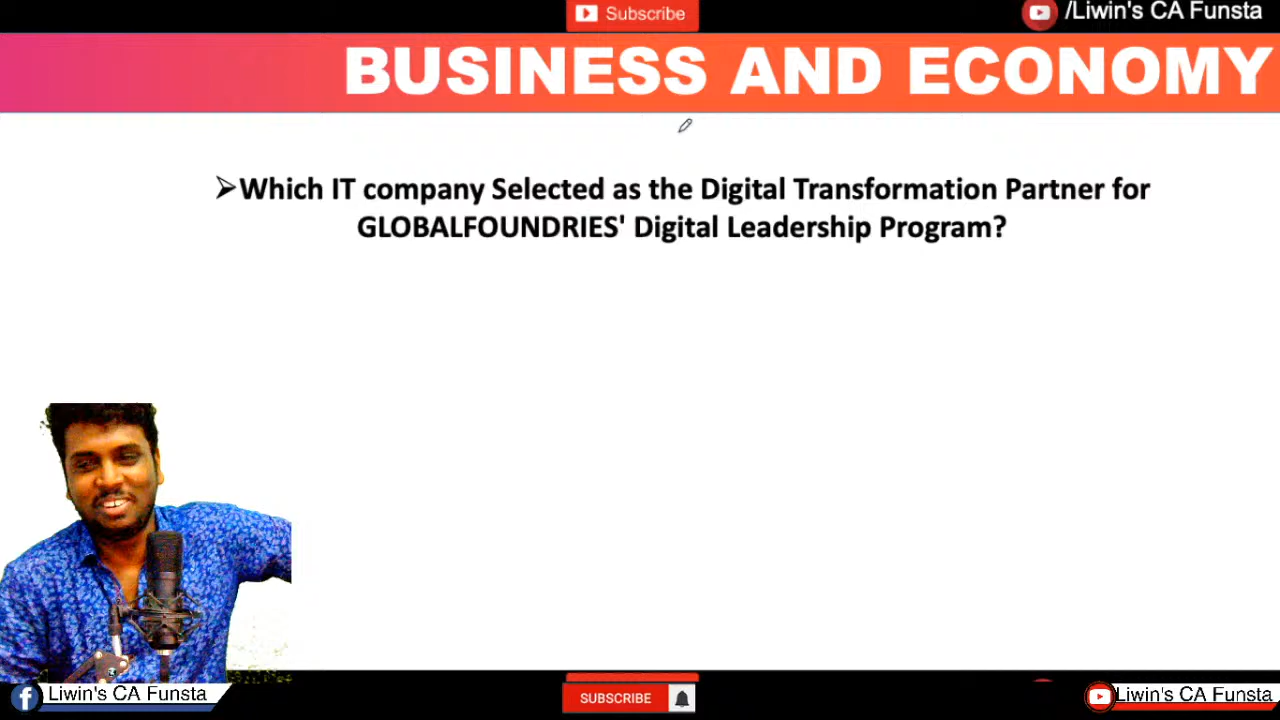 Subscribe
/Liwin's CA Funsta
BUSINESS AND ECONOMY
➢Which IT company Selected as the Digital Transformation Partner for
GLOBALFOUNDRIES' Digital Leadership Program?
Liwin's CA Funsta
SUBSCRIBE
Liwin's CA Funsta